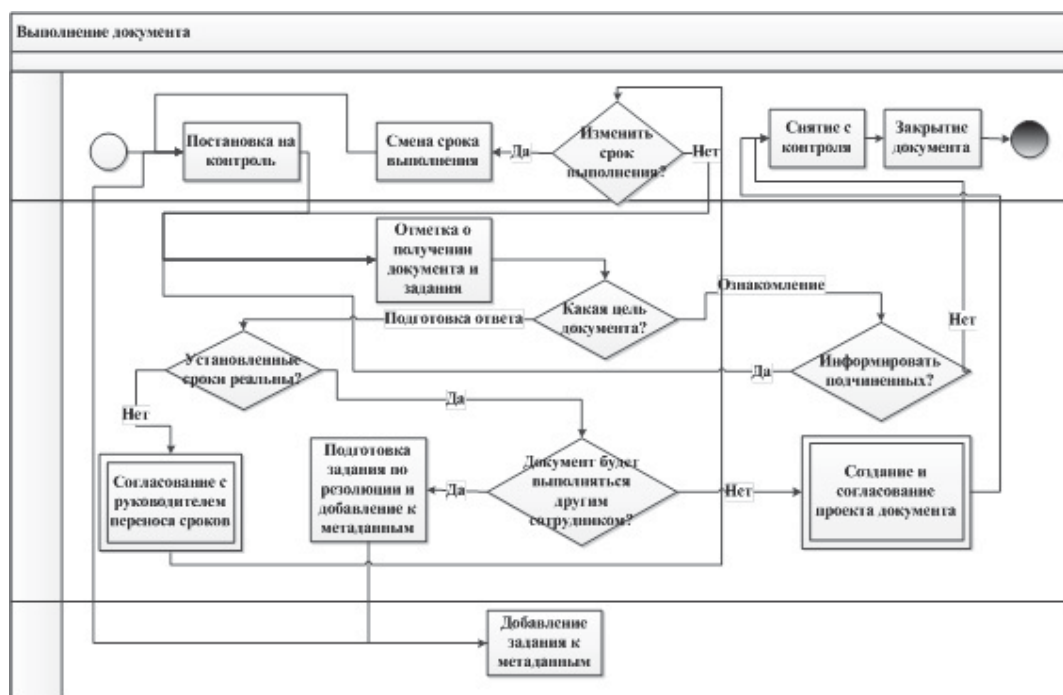 Выполнение документа
Постановка на
контроль
Смена срока
выполнения
Да
Изменить
срок
выполнения?
Нет
Снятие с
контроля
Закрытие
документа
Отметка о
получении
документа и
задания
Какая цель
документа?
Ознакомление
Подготовка ответа
Нет
Установленные
сроки реальны?
Да
Информировать
подчиненных?
Да
Нет
Согласование с
руководителем
переноса сроков
Подготовка
задания по
резолюции и
добавление к
метаданным
Да
Документ будет
выполняться
другим
сотрудником?
Нет
Создание и
согласование
проекта документа
Добавление
задания к
метаданным